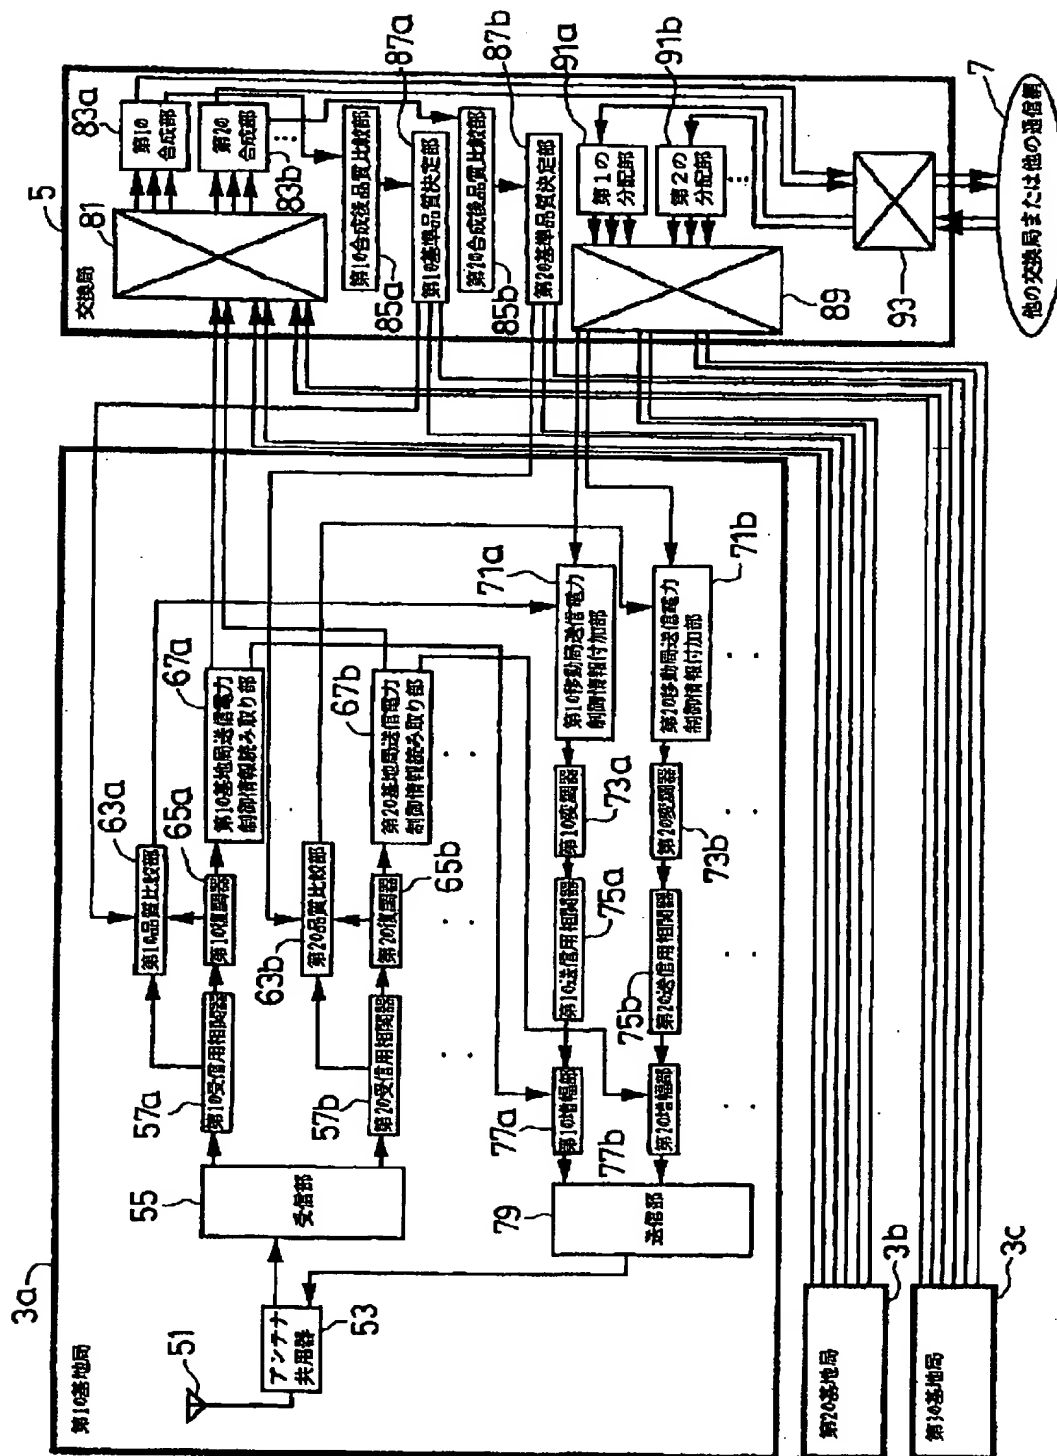 3a
第1の基地局
51
アンテナ
共用器
53
55
受信部
57a
第1の受信用相関器
57b
第2の受信用相関器
63a
第1の品質比較部
65a
第1の復調器
67a
第1の基地局送信電力
制御情報読み取り部
63b
第2の品質比較部
65b
第2の復調器
67b
第2の基地局送信電力
制御情報読み取り部
71a
第1の移動局送信電力
制御情報付加部
71b
第2の移動局送信電力
制御情報付加部
73a
第1の変調器
73b
第2の変調器
75a
第1の送信用相関器
75b
第2の送信用相関器
77a
第1の増幅部
77b
第2の増幅部
79
送信部
第2の基地局
3b
第3の基地局
3c
5
交換局
81
83a
第1の
合成部
第2の
合成部
83b
第1の合成後品質比較部
85a
第1の基準品質決定部
87a
第2の合成後品質比較部
85b
第2の基準品質決定部
87b
91a
第1の
分配部
91b
第2の
分配部
89
93
7
他の交換局または他の通信網